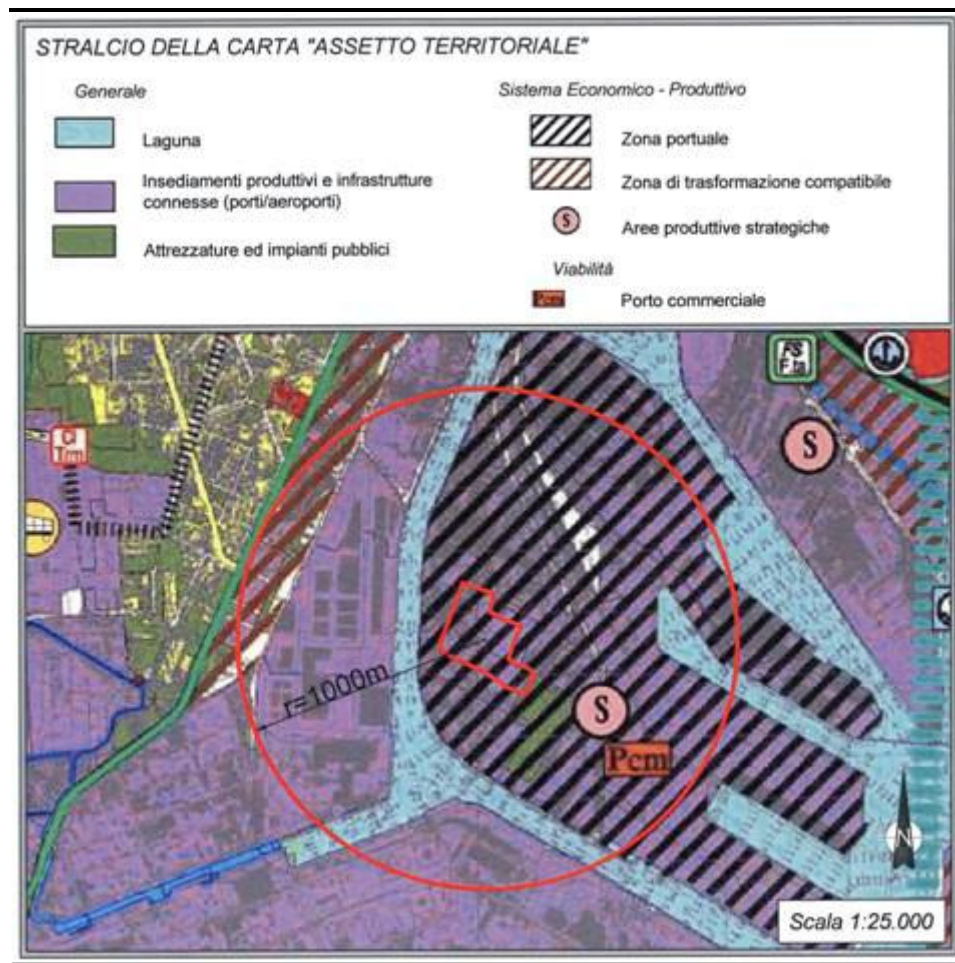 STRALCIO DELLA CARTA "ASSETTO TERRITORIALE"
Generale
Laguna
Insediamenti produttivi e infrastrutture
connesse (porti/aeroporti)
Attrezzature ed impianti pubblici
Sistema Economico - Produttivo
Zona portuale
Zona di trasformazione compatibile
S
Aree produttive strategiche
Viabilità
Pcm
Porto commerciale
FS
S
r=1000m
S
Pcm
N
Scala 1:25.000